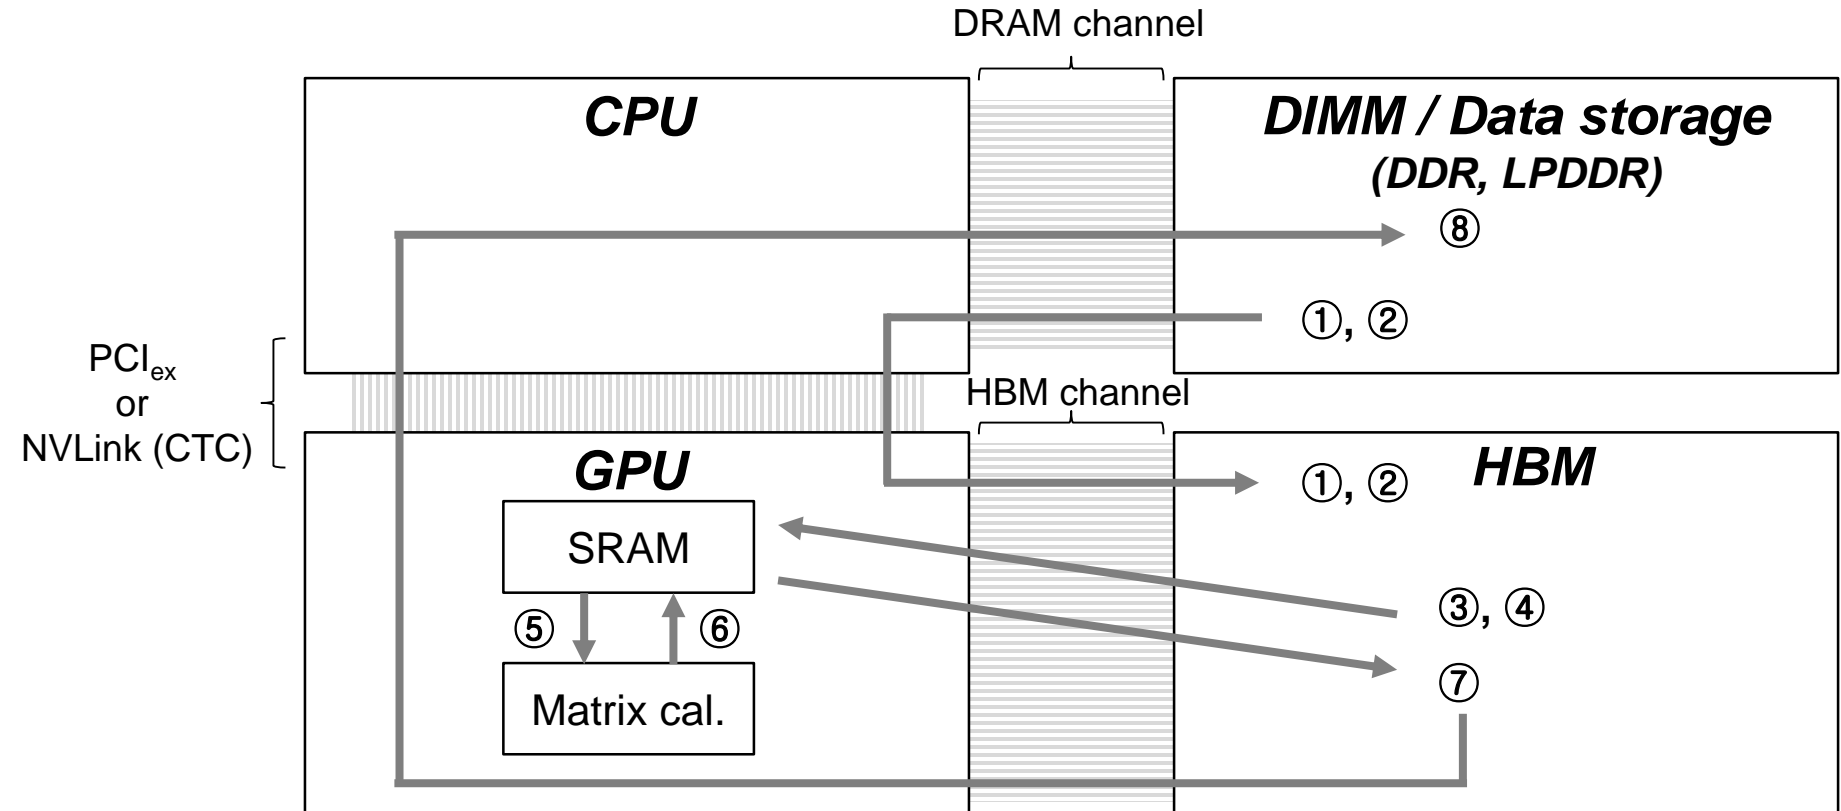 DRAM channel
CPU
DIMM / Data storage
(DDR, LPDDR)
⑧
①, ②
PCIex
or
NVLink (CTC)
HBM channel
GPU
HBM
①, ②
SRAM
③, ④
⑤ ⑥
⑦
Matrix cal.